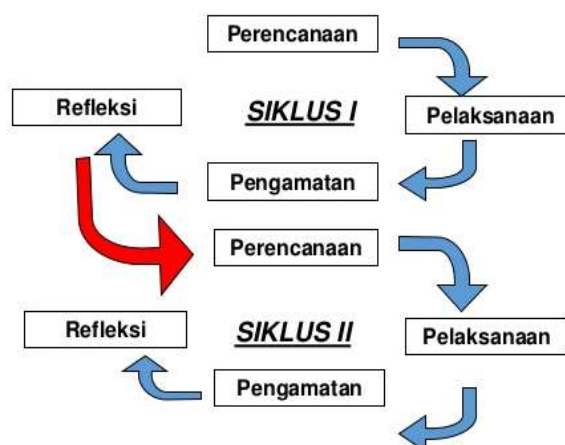 Perencanaan
Refleksi
SIKLUS I
Pelaksanaan
Pengamatan
Perencanaan
Refleksi
SIKLUS II
Pelaksanaan
Pengamatan